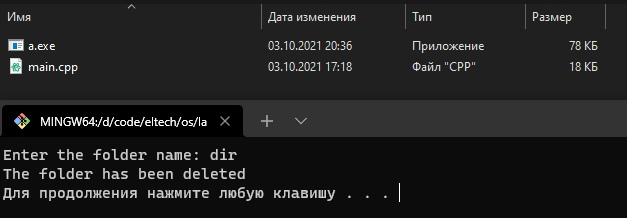 Имя Дата изменения Тип Размер
a.exe 03.10.2021 20:36 Приложение 78 КБ
main.cpp 03.10.2021 17:18 Файл "CPP" 18 КБ
MINGW64:/d/code/eltech/os/la
Enter the folder name: dir
The folder has been deleted
Для продолжения нажмите любую клавишу . . .